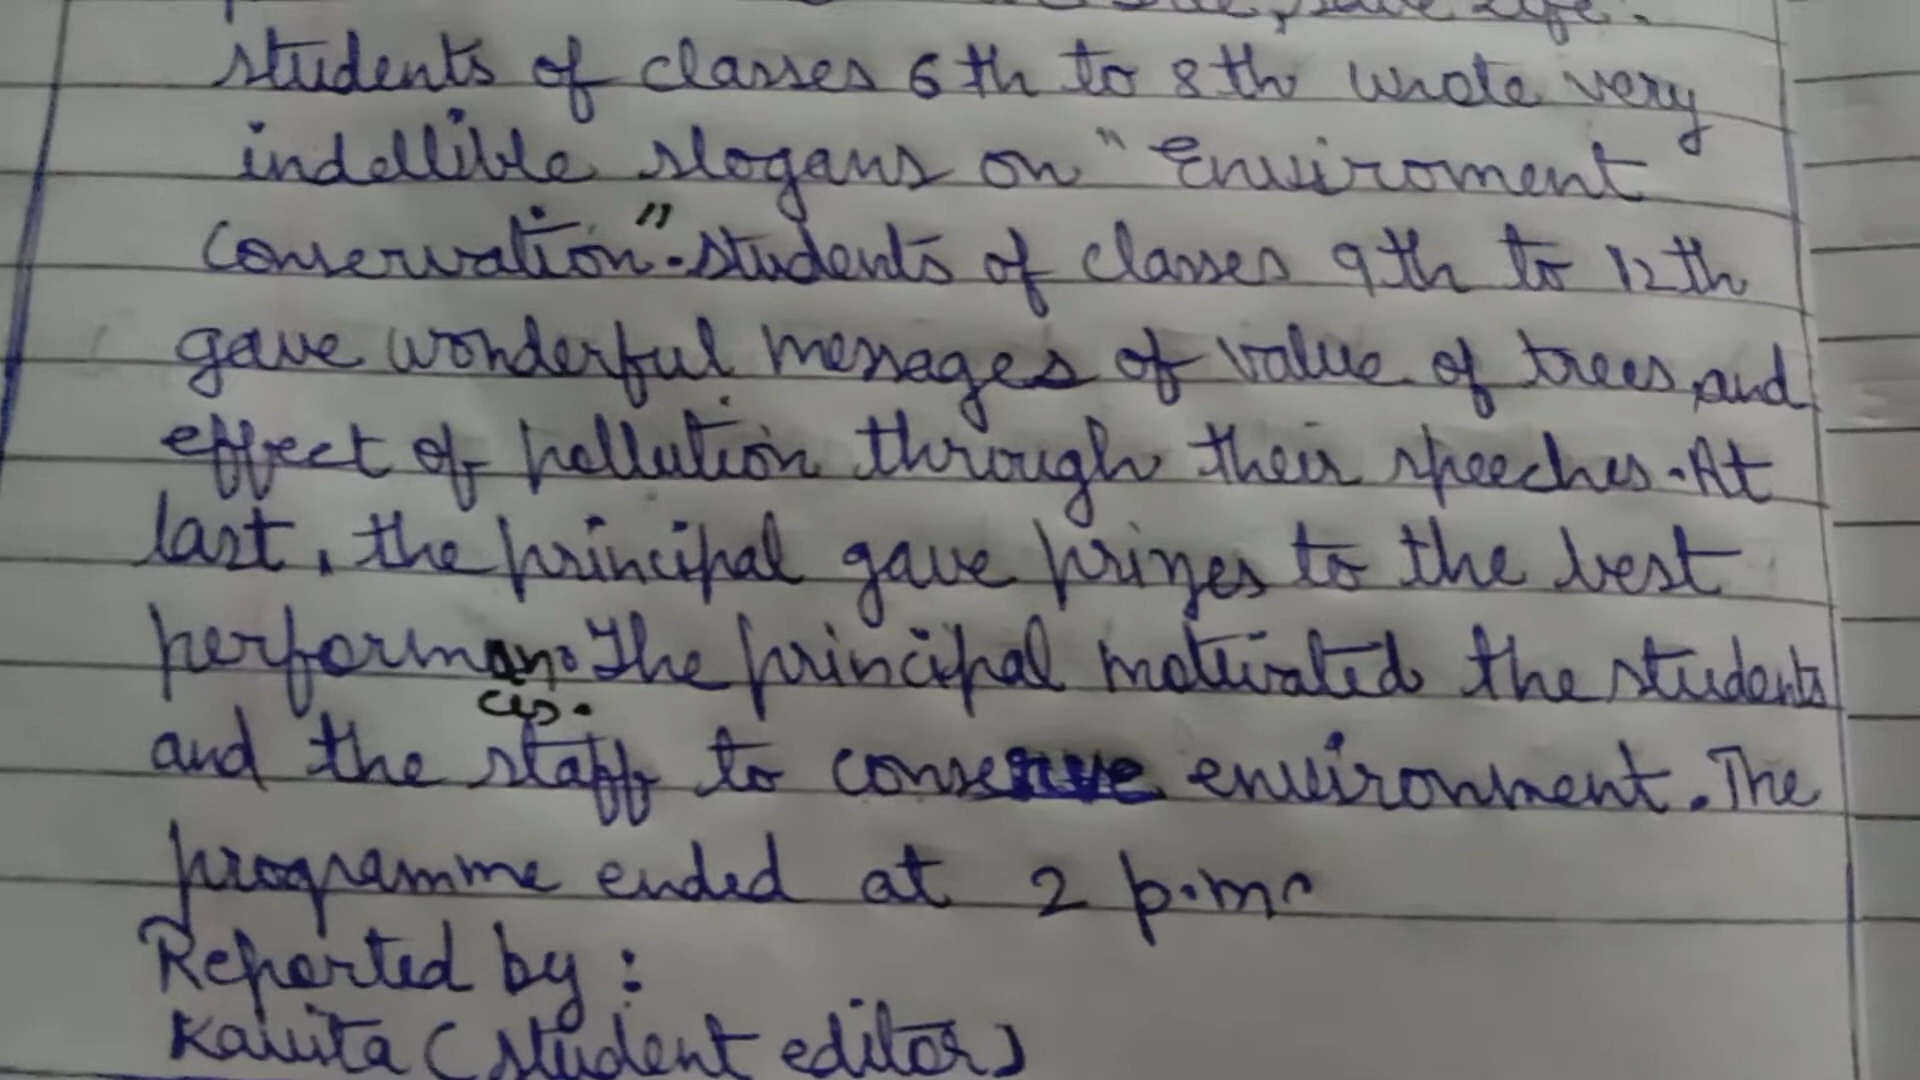 save life.
students of classes 6th to 8th wrote very
indellible slogans on "Enviroment
Conservation". students of classes 9th to 12th
gave wonderful messages of value of trees and
effect of pollution through their speeches. At
last, the principal gave prizes to the best
performances. The principal motivated the students
and the staff to conserve environment. The
programme ended at 2 p.m.
Reported by :
Kavita (student editor)